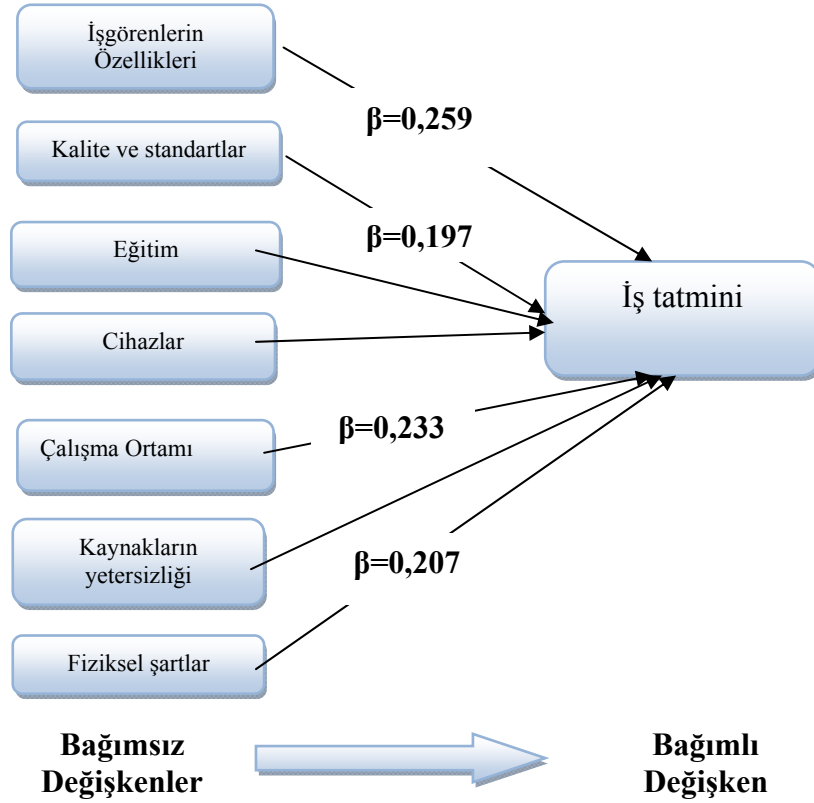 İşgörenlerin
Özellikleri
β=0,259
Kalite ve standartlar
β=0,197
Eğitim
İş tatmini
Cihazlar
β=0,233
Çalışma Ortamı
Kaynakların
yetersizliği
β=0,207
Fiziksel şartlar
Bağımsız
Değişkenler
Bağımlı
Değişken